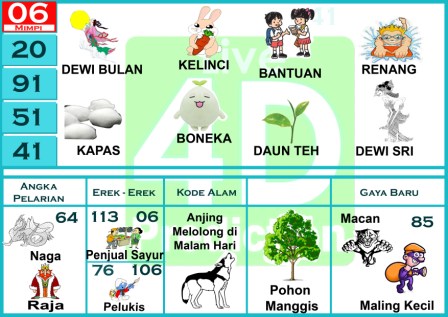 06
MIMPI
20
91
51
41
DEWI BULAN
KELINCI
BANTUAN
RENANG
KAPAS
BONEKA
DAUN TEH
DEWI SRI
Live
4D
ANGKA
PELARIAN
EREK - EREK
KODE ALAM
GAYA BARU
64
Naga
Raja
113 06
Penjual Sayur
76 106
Pelukis
Anjing
Melolong di
Malam Hari
Pohon
Manggis
Macan
85
Maling Kecil